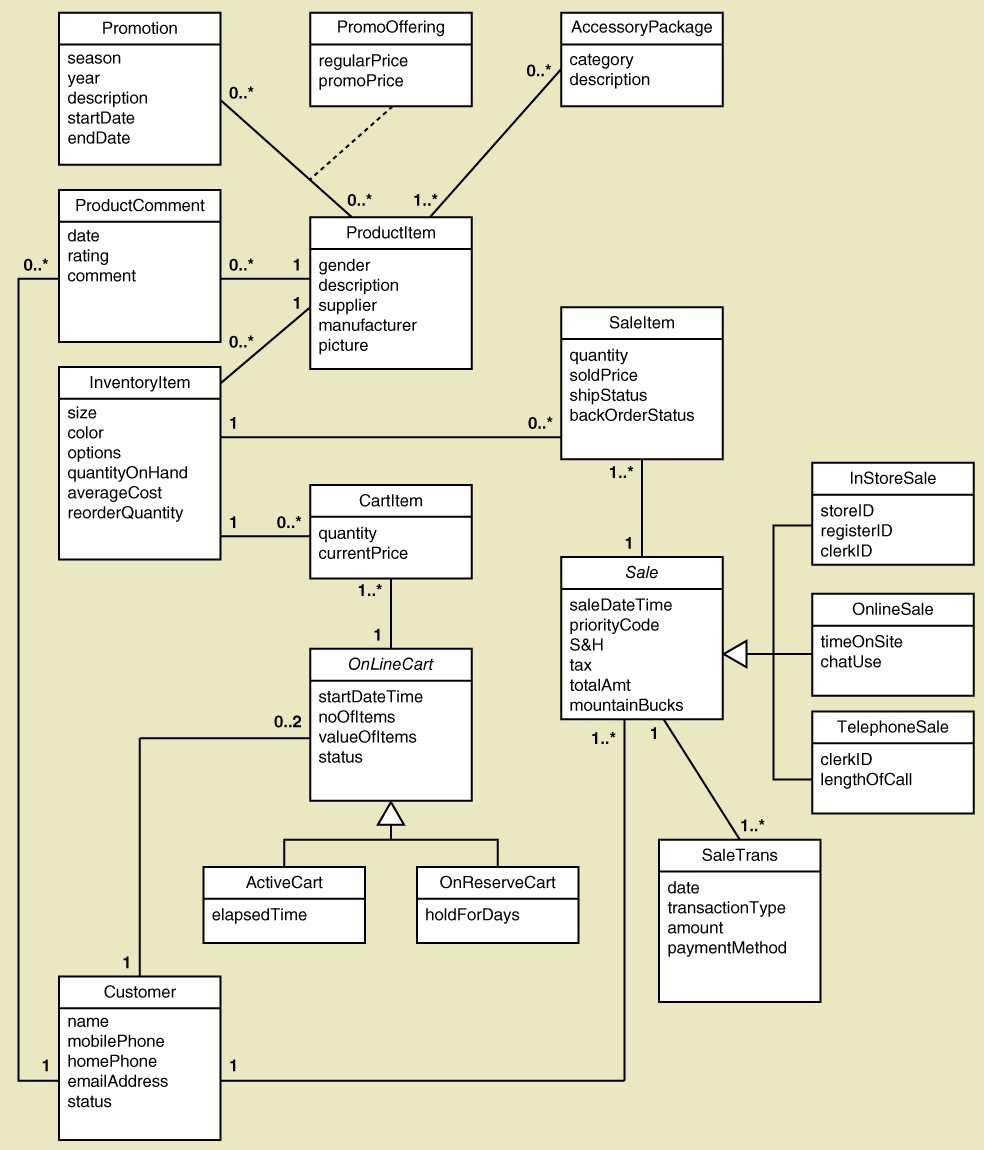 Promotion
season
year
description
startDate
endDate
PromoOffering
regularPrice
promoPrice
AccessoryPackage
category
description
0..*
0..*
0..*
1..*
ProductComment
date
rating
comment
0..*
0..*
1
ProductItem
gender
description
supplier
manufacturer
picture
1
0..*
InventoryItem
size
color
options
quantityOnHand
averageCost
reorderQuantity
SaleItem
quantity
soldPrice
shipStatus
backOrderStatus
1
0..*
1
0..*
CartItem
quantity
currentPrice
1..*
1
1..*
1
InStoreSale
storeID
registerID
clerkID
Sale
saleDateTime
priorityCode
S&H
tax
totalAmt
mountainBucks
OnlineSale
timeOnSite
chatUse
OnLineCart
startDateTime
noOfItems
valueOfItems
status
0..2
1..*
1
TelephoneSale
clerkID
lengthOfCall
1..*
ActiveCart
elapsedTime
OnReserveCart
holdForDays
SaleTrans
date
transactionType
amount
paymentMethod
1
Customer
name
mobilePhone
homePhone
emailAddress
status
1
1